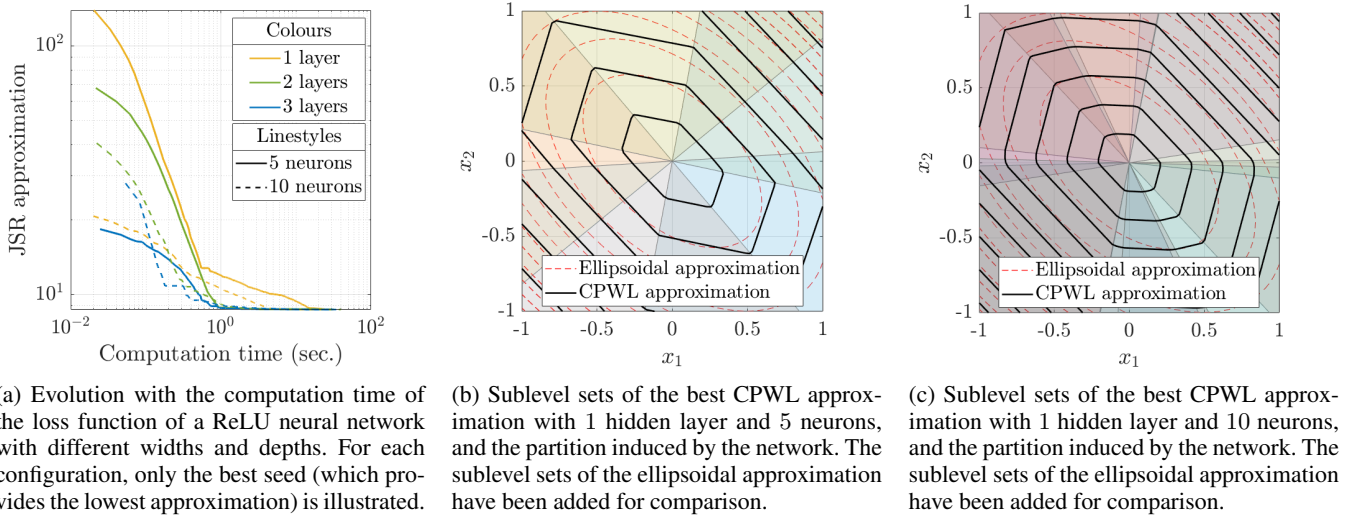 10²
10¹
JSR approximation
Colours
1 layer
2 layers
3 layers
Linestyles
5 neurons
10 neurons
10⁻² 10⁰ 10²
Computation time (sec.)
1
0.5
0
-0.5
-1
x₂
Ellipsoidal approximation
CPWL approximation
-1 -0.5 0 0.5 1
x₁
1
0.5
0
-0.5
-1
x₂
Ellipsoidal approximation
CPWL approximation
-1 -0.5 0 0.5 1
x₁
(a) Evolution with the computation time of
the loss function of a ReLU neural network
with different widths and depths. For each
configuration, only the best seed (which pro-
vides the lowest approximation) is illustrated.
(b) Sublevel sets of the best CPWL approx-
imation with 1 hidden layer and 5 neurons,
and the partition induced by the network. The
sublevel sets of the ellipsoidal approximation
have been added for comparison.
(c) Sublevel sets of the best CPWL approx-
imation with 1 hidden layer and 10 neurons,
and the partition induced by the network. The
sublevel sets of the ellipsoidal approximation
have been added for comparison.